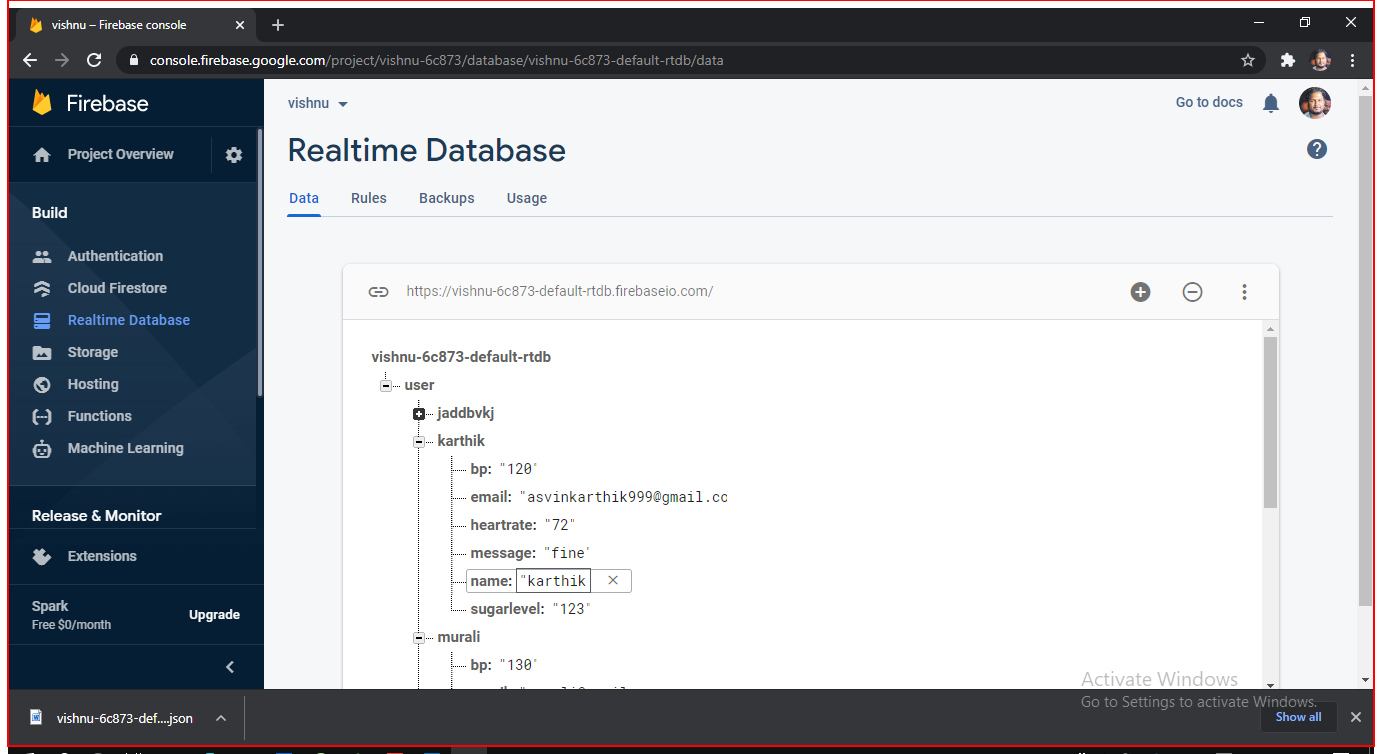 vishnu – Firebase console
console.firebase.google.com/project/vishnu-6c873/database/vishnu-6c873-default-rtdb/data
Firebase
vishnu
Go to docs
Project Overview
Realtime Database
Data Rules Backups Usage
Build
Authentication
Cloud Firestore
Realtime Database
Storage
Hosting
Functions
Machine Learning
Release & Monitor
Extensions
Spark
Free $0/month
Upgrade
https://vishnu-6c873-default-rtdb.firebaseio.com/
vishnu-6c873-default-rtdb
user
jaddbvkj
karthik
bp: "120"
email: "asvinkarthik999@gmail.co
heartrate: "72"
message: "fine"
name: "karthik
sugarlevel: "123"
murali
bp: "130"
Activate Windows
Go to Settings to activate Windows.
vishnu-6c873-def....json
Show all